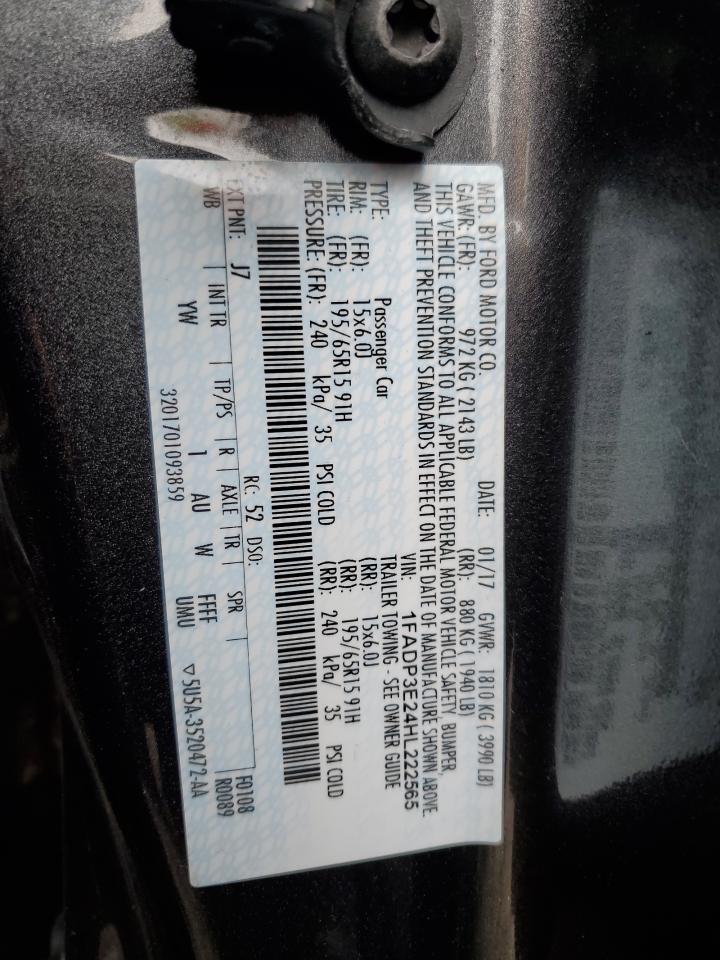 MFD. BY FORD MOTOR CO.
DATE: 01/17 GVWR: 1810 KG ( 3990 LB)
GAWR: (FR): 972 KG ( 2143 LB) (RR): 880 KG ( 1940 LB)
THIS VEHICLE CONFORMS TO ALL APPLICABLE FEDERAL MOTOR VEHICLE SAFETY, BUMPER,
AND THEFT PREVENTION STANDARDS IN EFFECT ON THE DATE OF MANUFACTURE SHOWN ABOVE.
VIN: 1FADP3E24HL222565
TYPE: Passenger Car TRAILER TOWING - SEE OWNER GUIDE
RIM: (FR): 15x6.0J (RR): 15x6.0J
TIRE: (FR): 195/65R15 91H (RR): 195/65R15 91H
PRESSURE: (FR): 240 kPa/ 35 PSI COLD (RR): 240 kPa/ 35 PSI COLD
EXT PNT: J7 RC: 52 DSO: F0108
WB INT TR TP/PS R AXLE TR SPR R0089
YW 1 AU W FFFF
UMU
3201701093859 ▽ 5U5A-3520472-AA